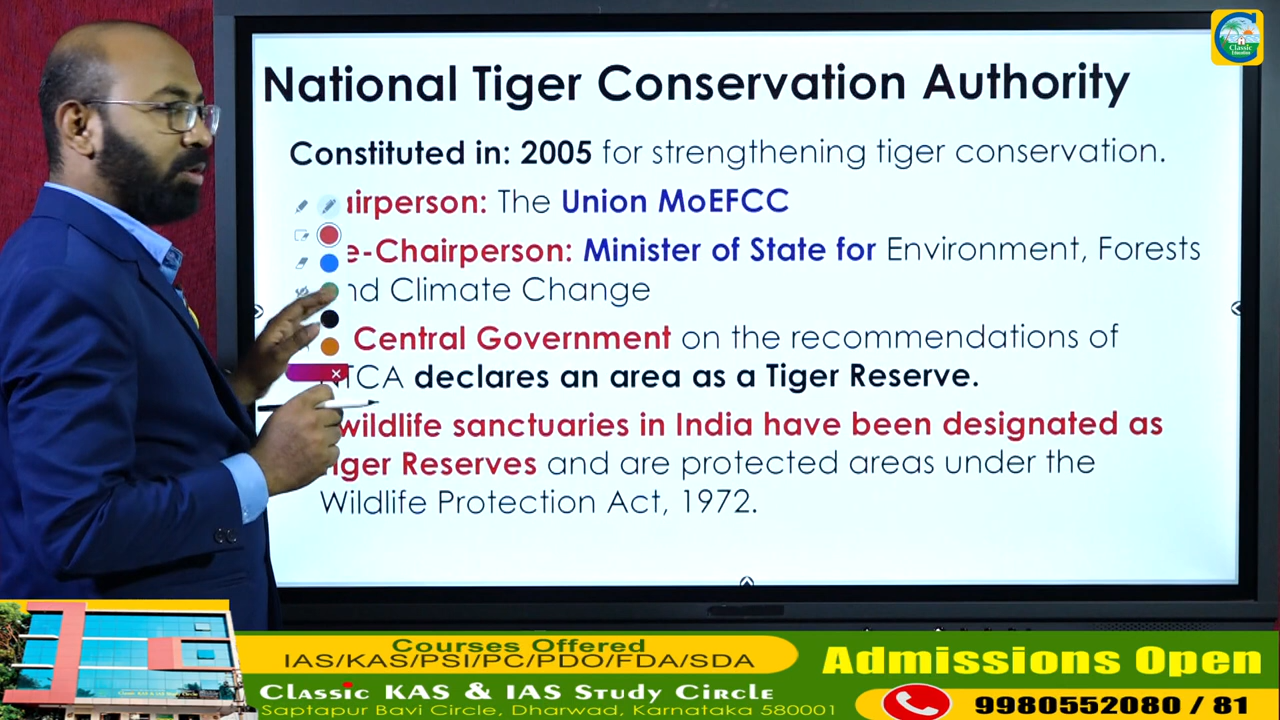 Classic
Education
National Tiger Conservation Authority
Constituted in: 2005 for strengthening tiger conservation.
airperson: The Union MoEFCC
e-Chairperson: Minister of State for Environment, Forests
nd Climate Change
Central Government on the recommendations of
NTCA declares an area as a Tiger Reserve.
wildlife sanctuaries in India have been designated as
iger Reserves and are protected areas under the
Wildlife Protection Act, 1972.
Courses Offered
IAS/KAS/PSI/PC/PDO/FDA/SDA
Classic KAS & IAS Study Circle
Saptapur Bavi Circle, Dharwad, Karnataka 580001
Admissions Open
9980552080 / 81